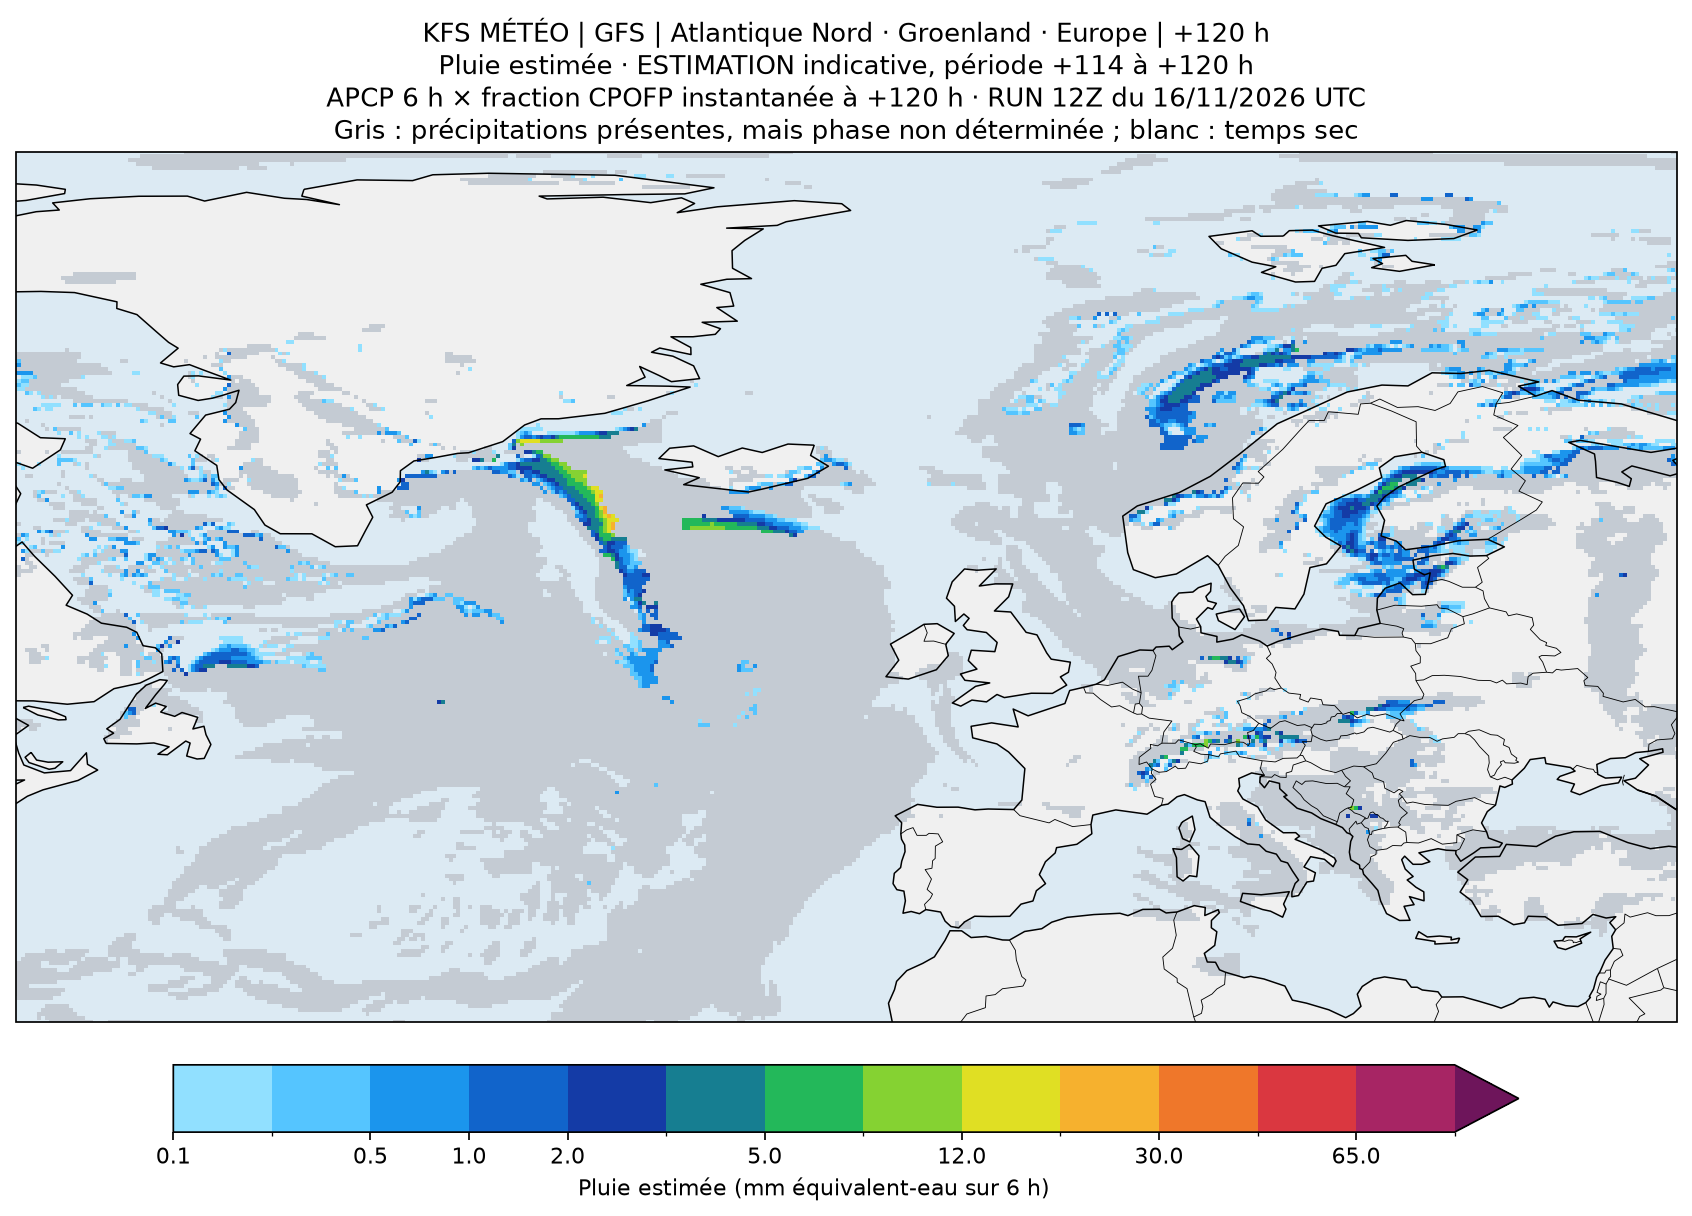 KFS MÉTÉO | GFS | Atlantique Nord · Groenland · Europe | +120 h
Pluie estimée · ESTIMATION indicative, période +114 à +120 h
APCP 6 h × fraction CPOFP instantanée à +120 h · RUN 12Z du 16/11/2026 UTC
Gris : précipitations présentes, mais phase non déterminée ; blanc : temps sec
0.1 0.5 1.0 2.0 5.0 12.0 30.0 65.0
Pluie estimée (mm équivalent-eau sur 6 h)